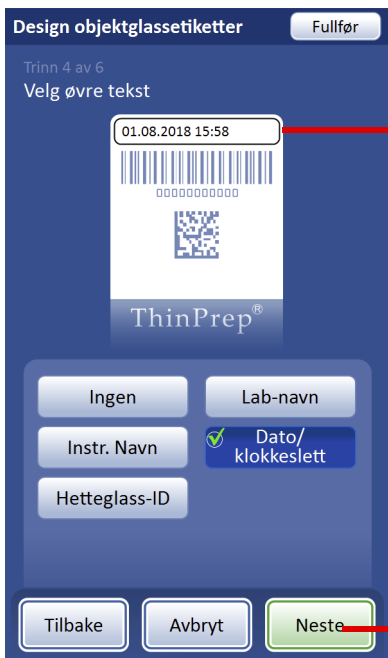 Design objektglassetiketter
Fullfør
Trinn 4 av 6
Velg øvre tekst
01.08.2018 15:58
00000000000
ThinPrep®
Ingen
Lab-navn
Instr. Navn
Dato/
klokkeslett
Hetteglass-ID
Tilbake
Avbryt
Neste